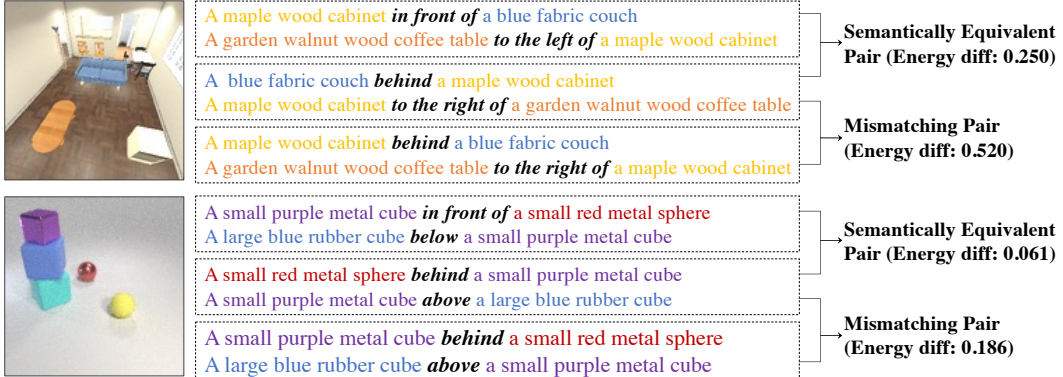 A maple wood cabinet in front of a blue fabric couch
A garden walnut wood coffee table to the left of a maple wood cabinet
A blue fabric couch behind a maple wood cabinet
A maple wood cabinet to the right of a garden walnut wood coffee table
A maple wood cabinet behind a blue fabric couch
A garden walnut wood coffee table to the right of a maple wood cabinet
Semantically Equivalent
Pair (Energy diff: 0.250)
Mismatching Pair
(Energy diff: 0.520)
A small purple metal cube in front of a small red metal sphere
A large blue rubber cube below a small purple metal cube
A small red metal sphere behind a small purple metal cube
A small purple metal cube above a large blue rubber cube
A small purple metal cube behind a small red metal sphere
A large blue rubber cube above a small purple metal cube
Semantically Equivalent
Pair (Energy diff: 0.061)
Mismatching Pair
(Energy diff: 0.186)